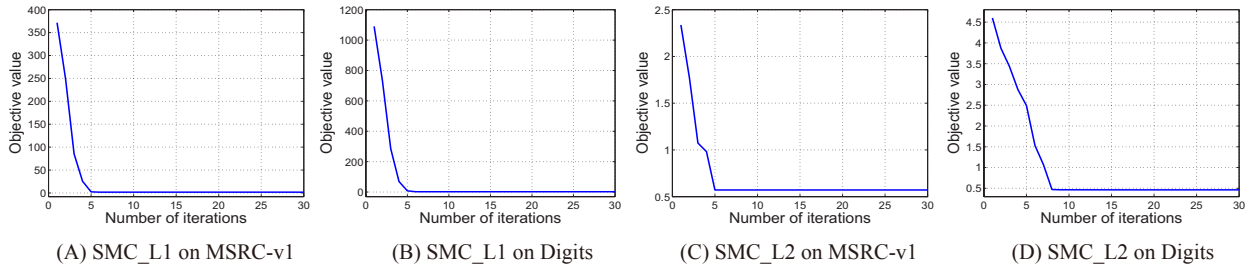 400
350
300
250
200
150
100
50
0
Objective value
0 5 10 15 20 25 30
Number of iterations
(A) SMC_L1 on MSRC-v1
1200
1000
800
600
400
200
0
Objective value
0 5 10 15 20 25 30
Number of iterations
(B) SMC_L1 on Digits
2.5
2
1.5
1
0.5
Objective value
0 5 10 15 20 25 30
Number of iterations
(C) SMC_L2 on MSRC-v1
4.5
4
3.5
3
2.5
2
1.5
1
0.5
Objective value
0 5 10 15 20 25 30
Number of iterations
(D) SMC_L2 on Digits